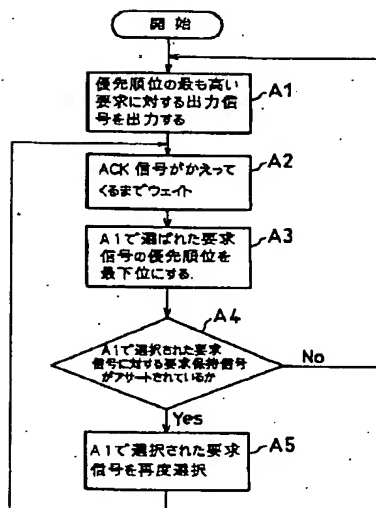 開始
優先順位の最も高い
要求に対する出力信
号を出力する
A1
ACK 信号がかえって
くるまでウェイト
A2
A1で選ばれた要求
信号の優先順位を
最下位にする.
A3
A4
A1で選択された要求
信号に対する要求保持信号
がアサートされているか
No
Yes
A1で選択された要求
信号を再度選択
A5